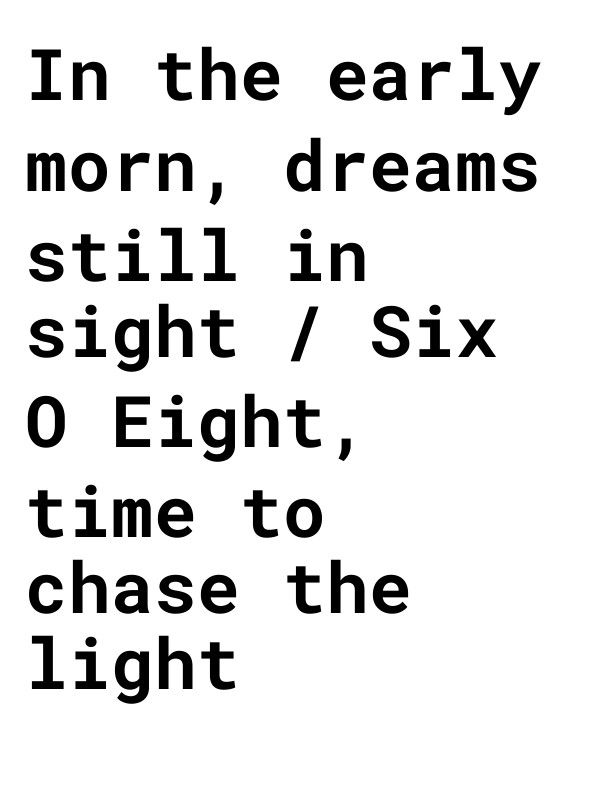 In the early
morn, dreams
still in
sight / Six
O Eight,
time to
chase the
light